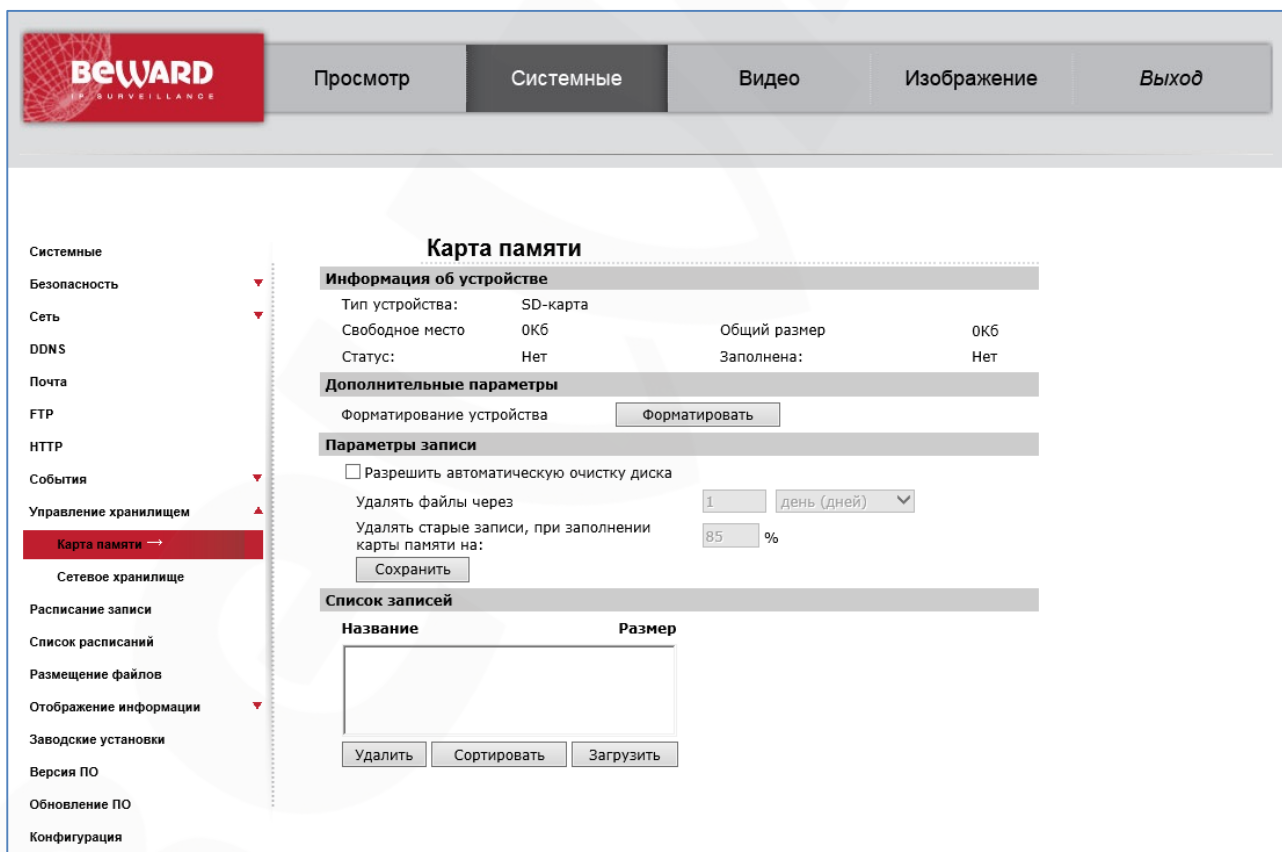 BEWARD
IP SURVEILLANCE
Просмотр
Системные
Видео
Изображение
Выход
Системные
Безопасность
Сеть
DDNS
Почта
FTP
HTTP
События
Управление хранилищем
Карта памяти →
Сетевое хранилище
Расписание записи
Список расписаний
Размещение файлов
Отображение информации
Заводские установки
Версия ПО
Обновление ПО
Конфигурация
Карта памяти
Информация об устройстве
Тип устройства: SD-карта
Свободное место 0Кб Общий размер 0Кб
Статус: Нет Заполнена: Нет
Дополнительные параметры
Форматирование устройства Форматировать
Параметры записи
Разрешить автоматическую очистку диска
Удалять файлы через 1 день (дней)
Удалять старые записи, при заполнении
карты памяти на: 85 %
Сохранить
Список записей
Название Размер
Удалить Сортировать Загрузить